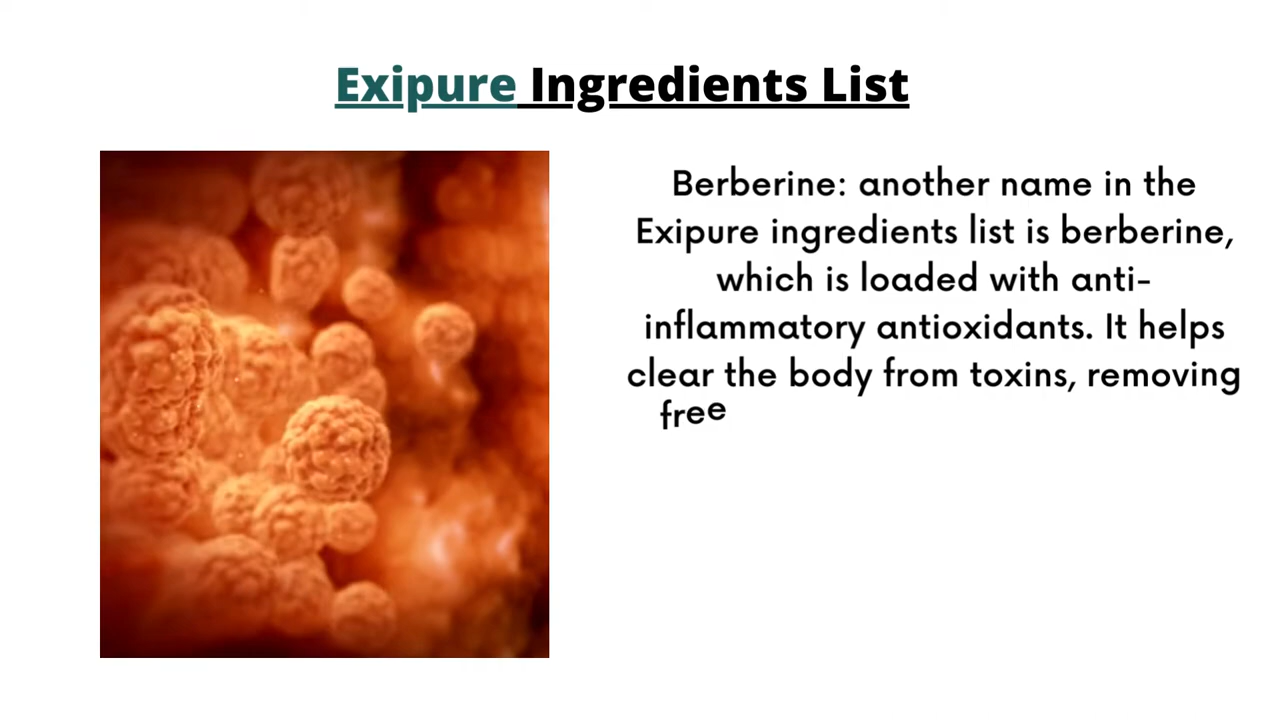 Exipure Ingredients List
Berberine: another name in the
Exipure ingredients list is berberine,
which is loaded with anti-
inflammatory antioxidants. It helps
clear the body from toxins, removing
free